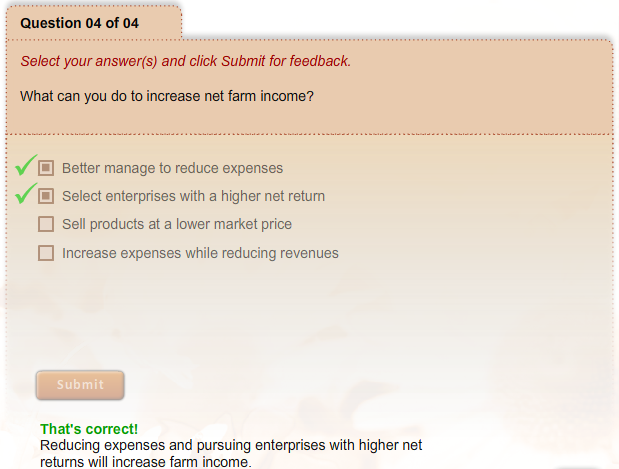 Question 04 of 04
Select your answer(s) and click Submit for feedback.
What can you do to increase net farm income?
Better manage to reduce expenses
Select enterprises with a higher net return
Sell products at a lower market price
Increase expenses while reducing revenues
Submit
That's correct!
Reducing expenses and pursuing enterprises with higher net
returns will increase farm income.